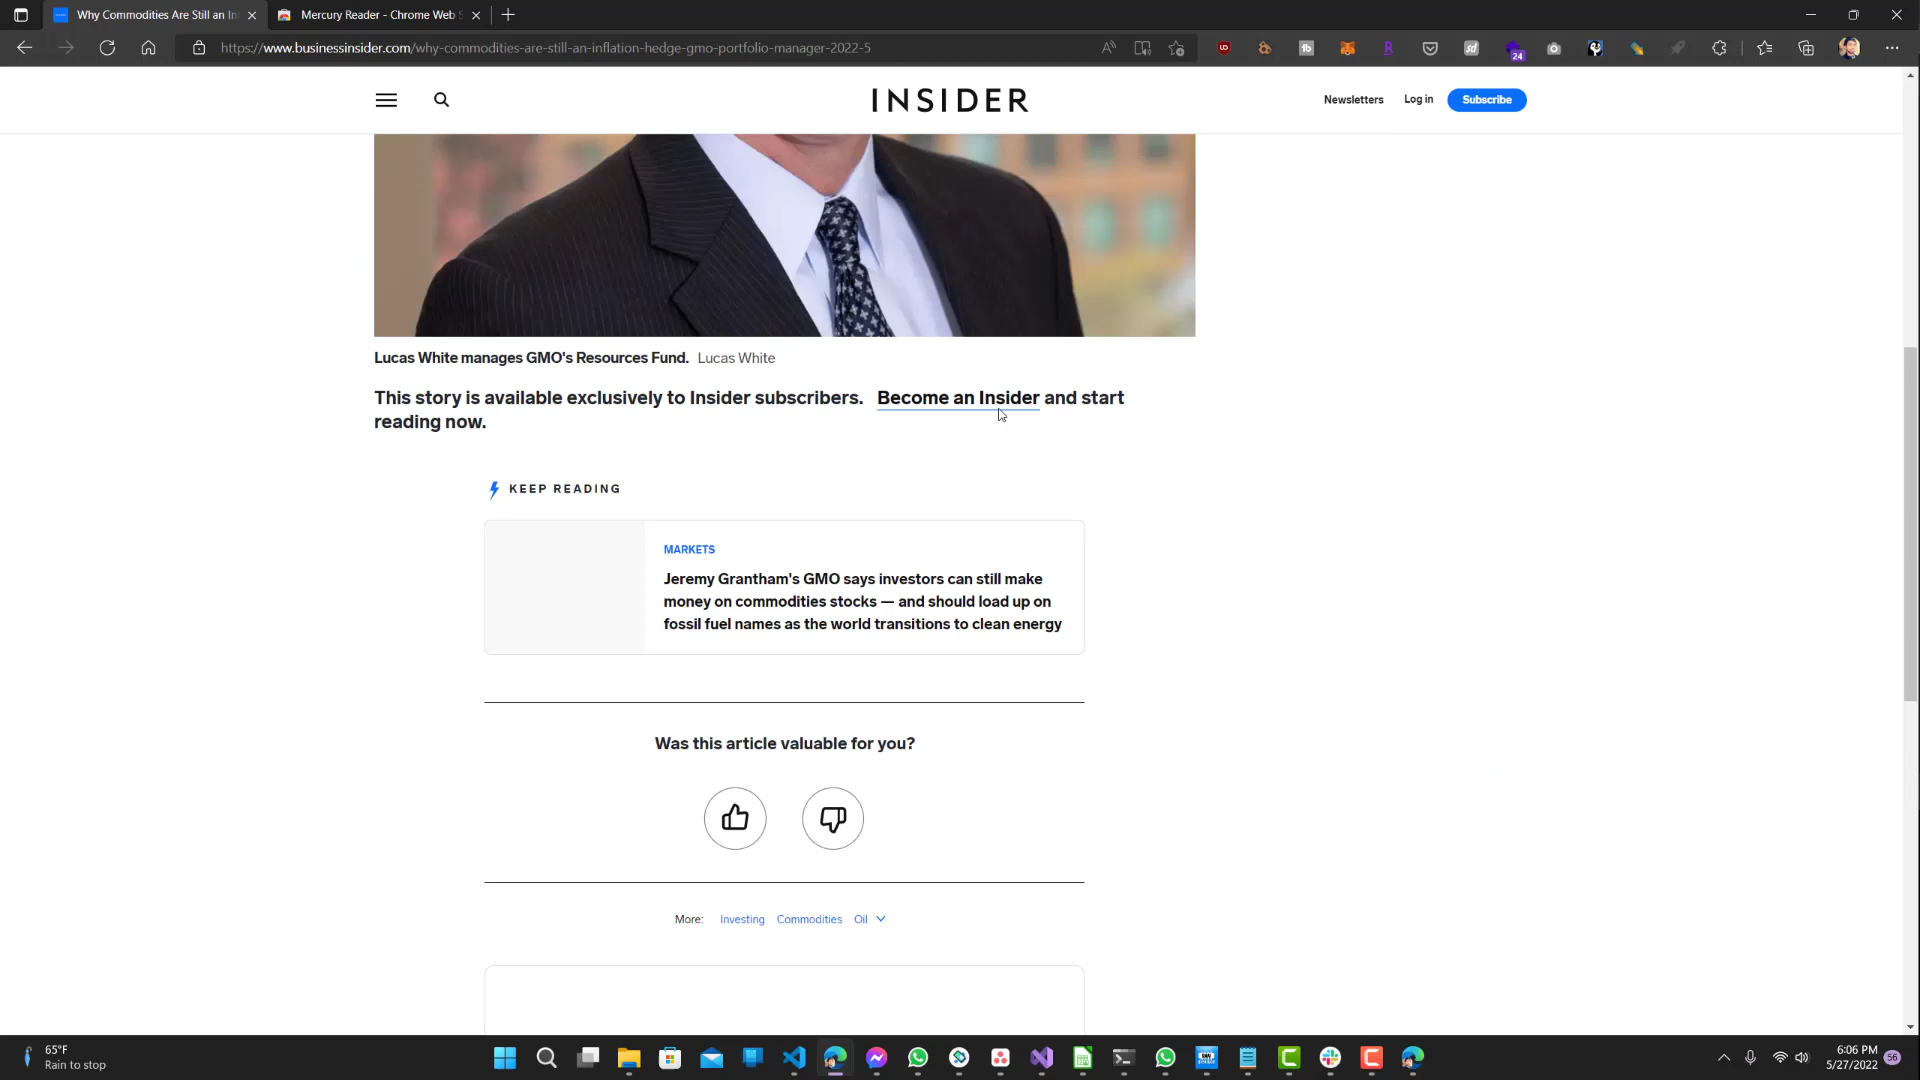 Why Commodities Are Still an In
Mercury Reader - Chrome Web S
https://www.businessinsider.com/why-commodities-are-still-an-inflation-hedge-gmo-portfolio-manager-2022-5
24
INSIDER
Newsletters
Log in
Subscribe
Lucas White manages GMO's Resources Fund. Lucas White
This story is available exclusively to Insider subscribers. Become an Insider and start
reading now.
KEEP READING
MARKETS
Jeremy Grantham's GMO says investors can still make
money on commodities stocks — and should load up on
fossil fuel names as the world transitions to clean energy
Was this article valuable for you?
More: Investing Commodities Oil
65°F
Rain to stop
6:06 PM
5/27/2022
56